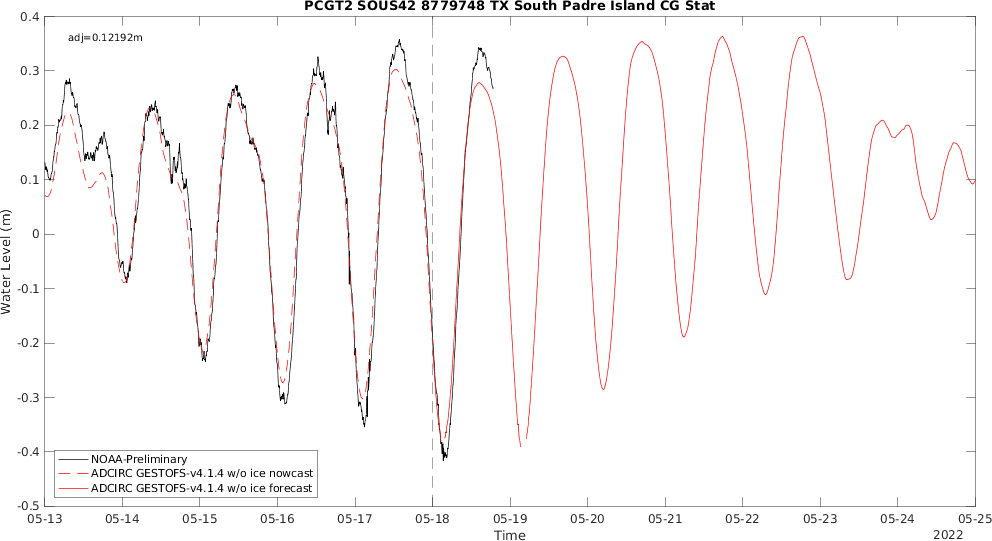 PCGT2 SOUS42 8779748 TX South Padre Island CG Stat
adj=0.12192m
0.4
0.3
0.2
0.1
0
-0.1
-0.2
-0.3
-0.4
-0.5
Water Level (m)
NOAA-Preliminary
ADCIRC GESTOFS-v4.1.4 w/o ice nowcast
ADCIRC GESTOFS-v4.1.4 w/o ice forecast
05-13 05-14 05-15 05-16 05-17 05-18 05-19 05-20 05-21 05-22 05-23 05-24 05-25
Time
2022